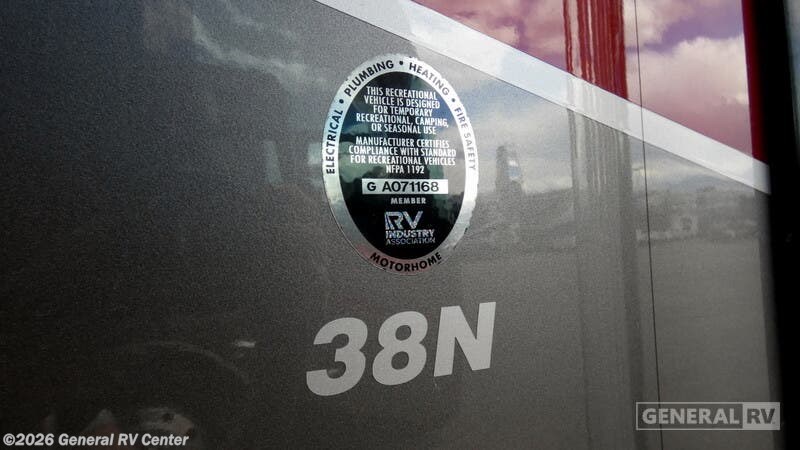 ELECTRICAL • PLUMBING • HEATING • FIRE SAFETY
THIS RECREATIONAL
VEHICLE IS DESIGNED
FOR TEMPORARY
RECREATIONAL, CAMPING,
OR SEASONAL USE
MANUFACTURER CERTIFIES
COMPLIANCE WITH STANDARD
FOR RECREATIONAL VEHICLES
NFPA 1192
G A071168
MEMBER
RV
INDUSTRY
ASSOCIATION
MOTORHOME
38N
GENERAL RV
©2026 General RV Center